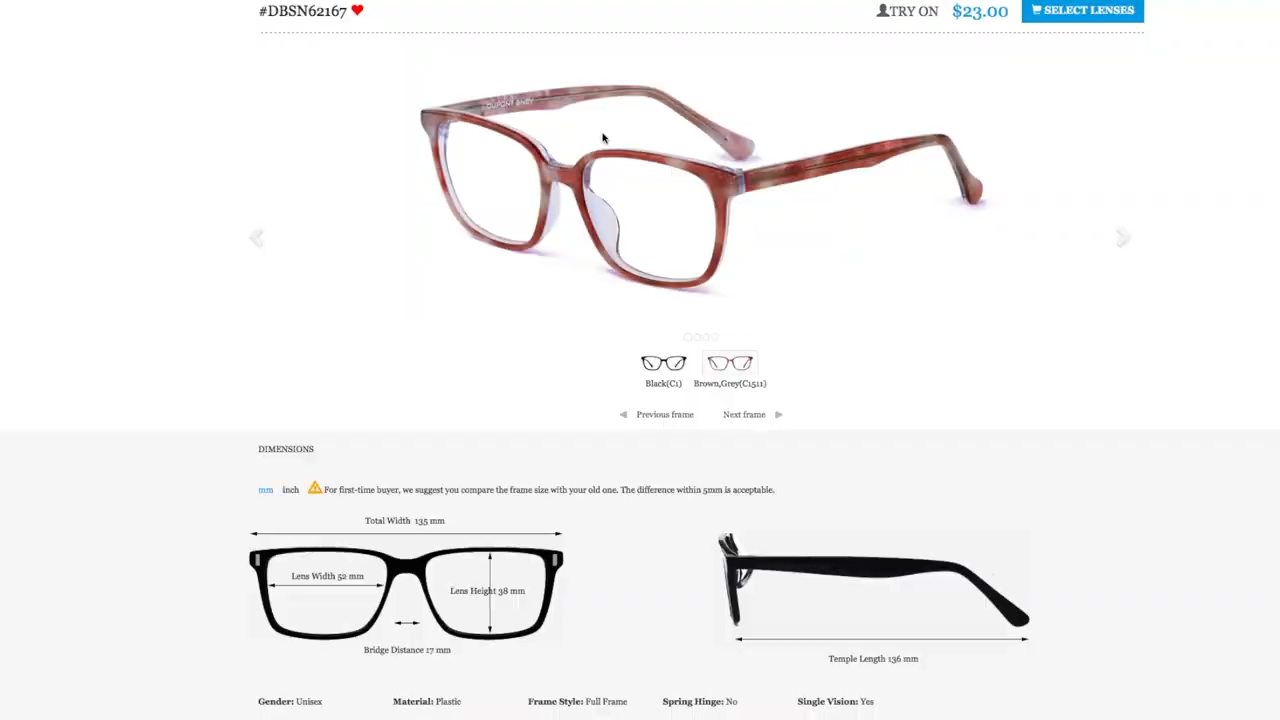 #DBSN62167
TRY ON $23.00 SELECT LENSES
Black(C1) Brown,Grey(C1511)
Previous frame Next frame
DIMENSIONS
mm inch For first-time buyer, we suggest you compare the frame size with your old one. The difference within 5mm is acceptable.
Total Width 135 mm
Lens Width 52 mm
Lens Height 38 mm
Bridge Distance 17 mm
Temple Length 136 mm
Gender: Unisex Material: Plastic Frame Style: Full Frame Spring Hinge: No Single Vision: Yes